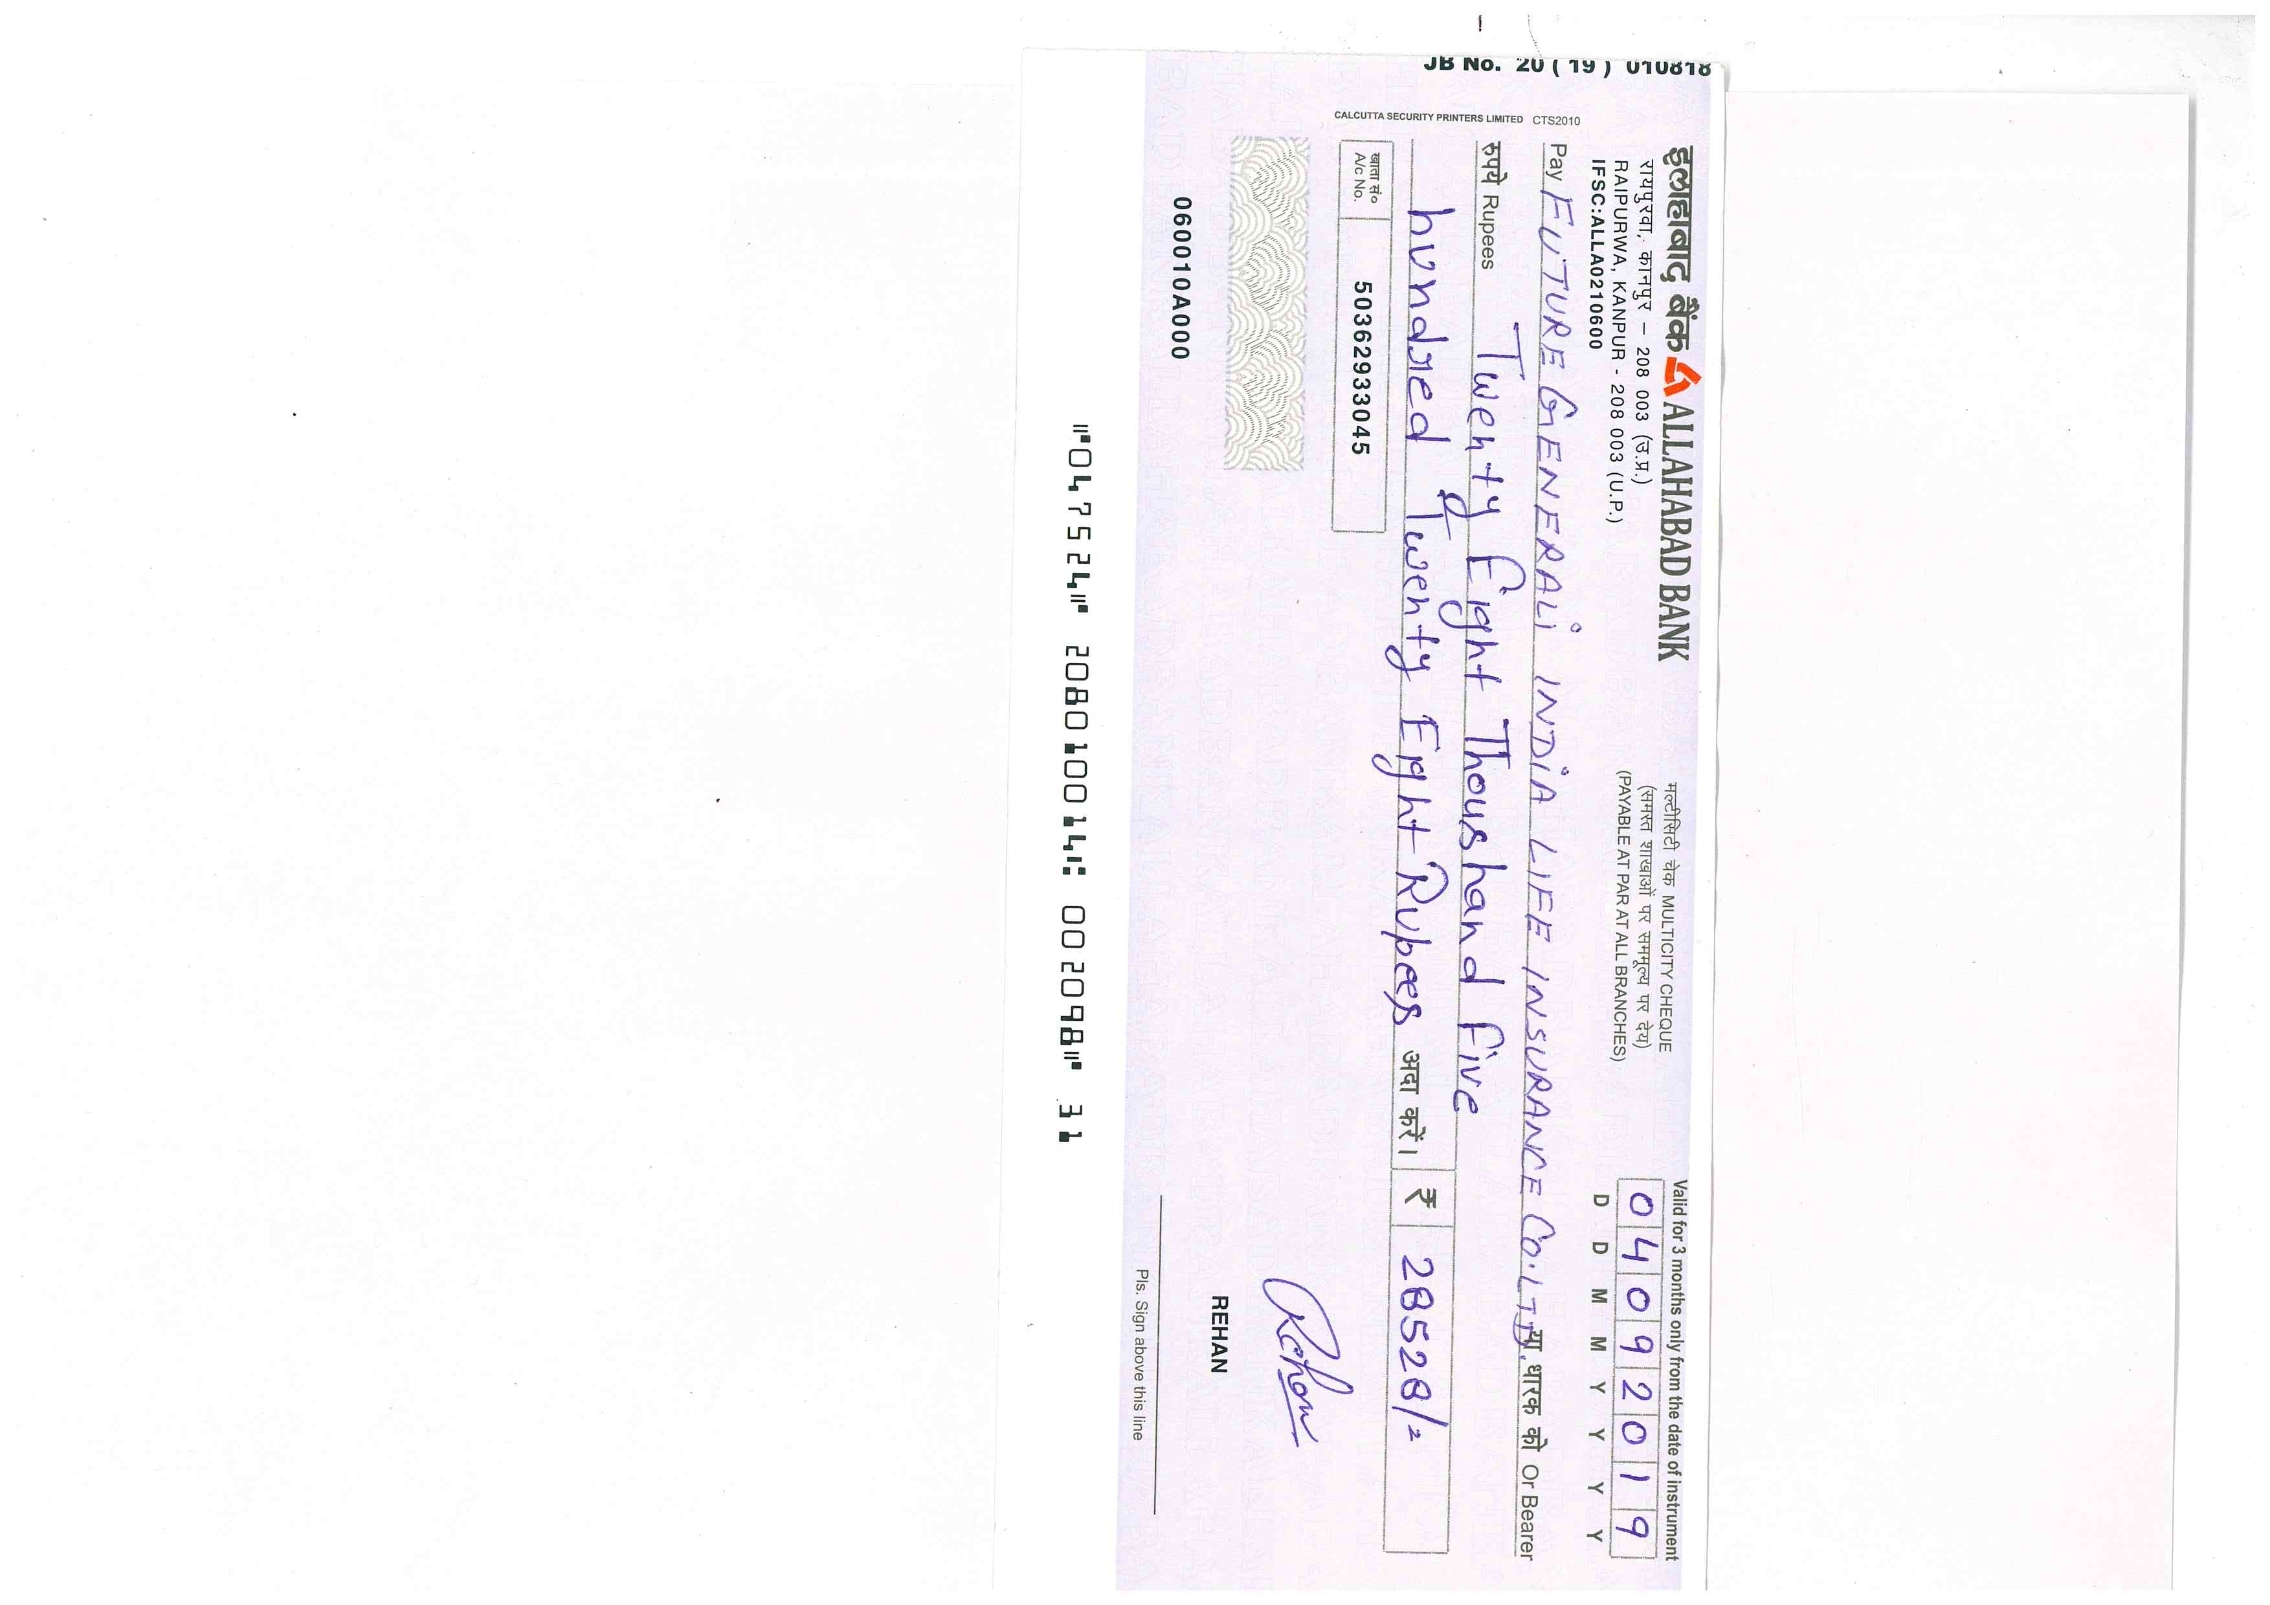 JB No. 20 ( 19 ) 010818
CALCUTTA SECURITY PRINTERS LIMITED CTS2010
इलाहाबाद बैंक ALLAHABAD BANK
रायपुरवा, कानपुर – 208 003 (उ.प्र.)
RAIPURWA, KANPUR - 208 003 (U.P.)
IFSC:ALLA0210600
मल्टीसिटी चेक MULTICITY CHEQUE
(समस्त शाखाओं पर सममूल्य पर देय)
(PAYABLE AT PAR AT ALL BRANCHES)
Valid for 3 months only from the date of instrument
0 4 0 9 2 0 1 9
D D M M Y Y Y Y
Pay FUTURE GENERALI INDIA LIFE INSURANCE CO. LTD. या धारक को Or Bearer
रुपये Rupees Twenty Eight Thoushand Five
hundred & Twenty Eight Rupees अदा करें। ₹ 28528/=
खाता सं०
A/c No. 50362933045
REHAN
060010A000
Rehan
Pls. Sign above this line
⑈047524⑈ 208010014⑆ 002098⑈ 31